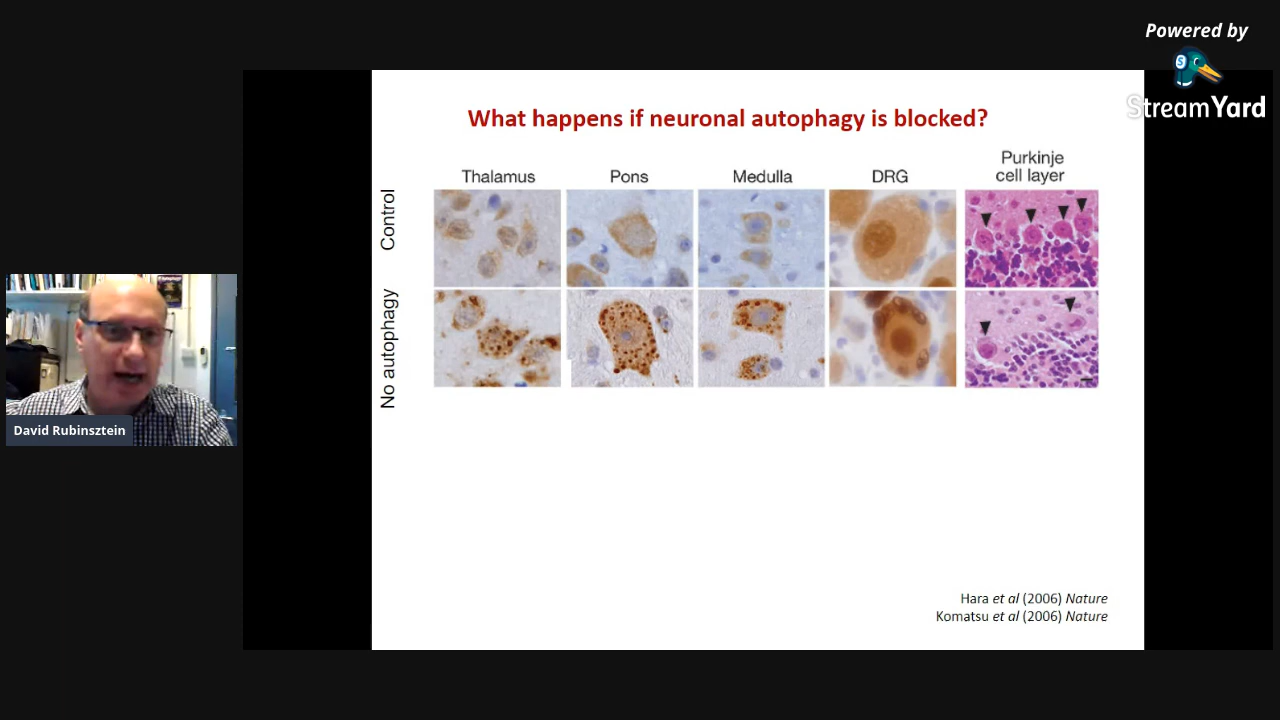 Powered by
StreamYard
What happens if neuronal autophagy is blocked?
Thalamus
Pons
Medulla
DRG
Purkinje
cell layer
Control
No autophagy
David Rubinsztein
Hara et al (2006) Nature
Komatsu et al (2006) Nature